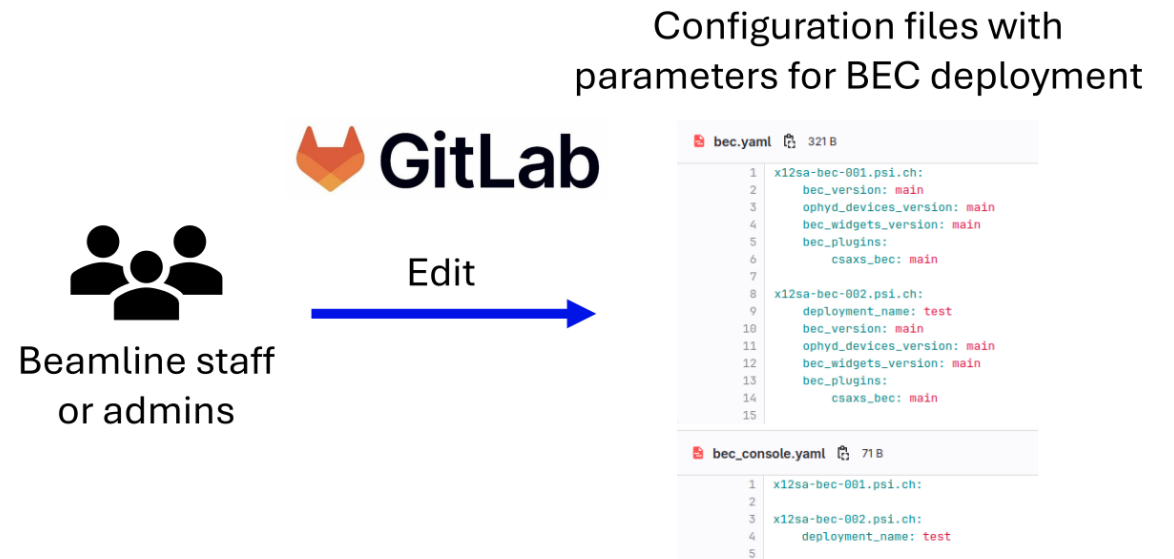 Configuration files with
parameters for BEC deployment
GitLab
Edit
Beamline staff
or admins
bec.yaml 321 B
1 x12sa-bec-001.psi.ch:
2 bec_version: main
3 ophyd_devices_version: main
4 bec_widgets_version: main
5 bec_plugins:
6 csaxs_bec: main
7
8 x12sa-bec-002.psi.ch:
9 deployment_name: test
10 bec_version: main
11 ophyd_devices_version: main
12 bec_widgets_version: main
13 bec_plugins:
14 csaxs_bec: main
15
bec_console.yaml 71 B
1 x12sa-bec-001.psi.ch:
2
3 x12sa-bec-002.psi.ch:
4 deployment_name: test
5